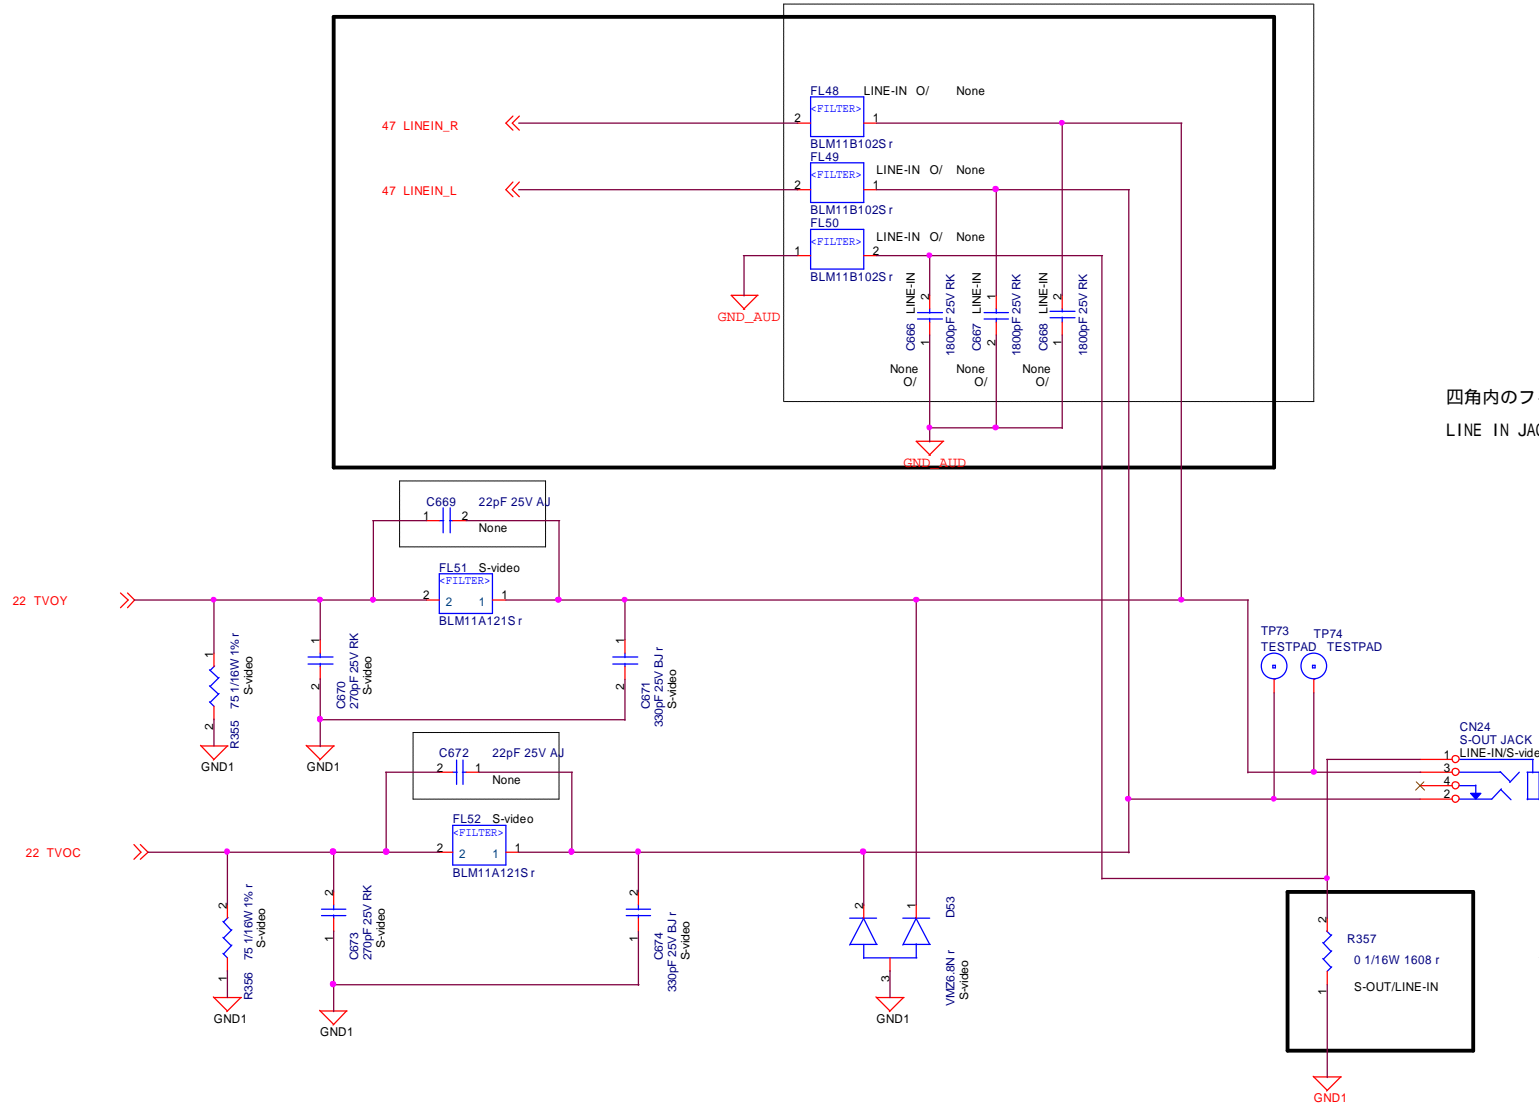 FL48 LINE-IN O/ None
<FILTER>
47 LINEIN_R
2
1
BLM11B102S r
FL49
LINE-IN O/ None
<FILTER>
47 LINEIN_L
2
1
BLM11B102S r
FL50
LINE-IN O/ None
<FILTER>
1
2
BLM11B102S r
GND_AUD
C666 LINE-IN
2
1
1800pF 25V RK
None
O/
C667 LINE-IN
1
2
1800pF 25V RK
None
O/
C668 LINE-IN
2
1
1800pF 25V RK
None
O/
GND_AUD
四角内のフ
LINE IN JAC
C669 22pF 25V AJ
1 2
None
FL51 S-video
<FILTER>
22 TVOY
2
2 1
1
BLM11A121S r
1
2
R355 75 1/16W 1% r
S-video
GND1
1
2
C670
270pF 25V RK
S-video
GND1
1
2
C671
330pF 25V BJ r
S-video
TP73
TESTPAD
TP74
TESTPAD
CN24
S-OUT JACK
LINE-IN/S-vide
1
3
4
2
C672 22pF 25V AJ
2 1
None
FL52 S-video
<FILTER>
22 TVOC
2
2 1
1
BLM11A121S r
2
1
R356 75 1/16W 1% r
S-video
GND1
2
1
C673
270pF 25V RK
S-video
GND1
2
1
C674
330pF 25V BJ r
S-video
2
1
3
D53
VMZ6.8N r
S-video
GND1
2
1
R357
0 1/16W 1608 r
S-OUT/LINE-IN
GND1